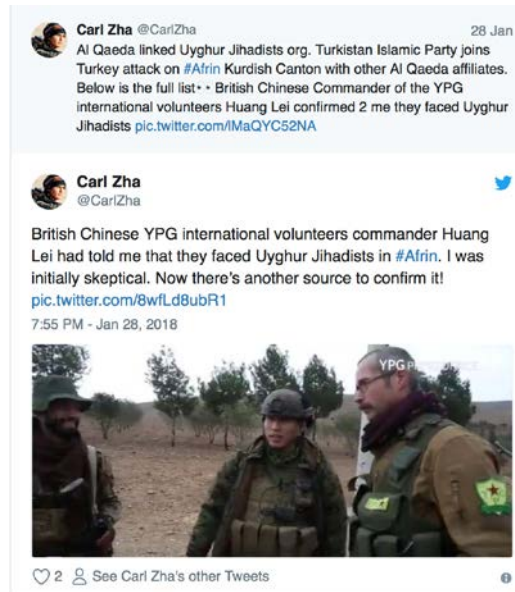 Carl Zha @CarlZha 28 Jan
Al Qaeda linked Uyghur Jihadists org. Turkistan Islamic Party joins
Turkey attack on #Afrin Kurdish Canton with other Al Qaeda affiliates.
Below is the full list·· British Chinese Commander of the YPG
international volunteers Huang Lei confirmed 2 me they faced Uyghur
Jihadists pic.twitter.com/lMaQYC52NA
Carl Zha
@CarlZha
British Chinese YPG international volunteers commander Huang
Lei had told me that they faced Uyghur Jihadists in #Afrin. I was
initially skeptical. Now there's another source to confirm it!
pic.twitter.com/8wfLd8ubR1
7:55 PM - Jan 28, 2018
YPG
2 See Carl Zha's other Tweets